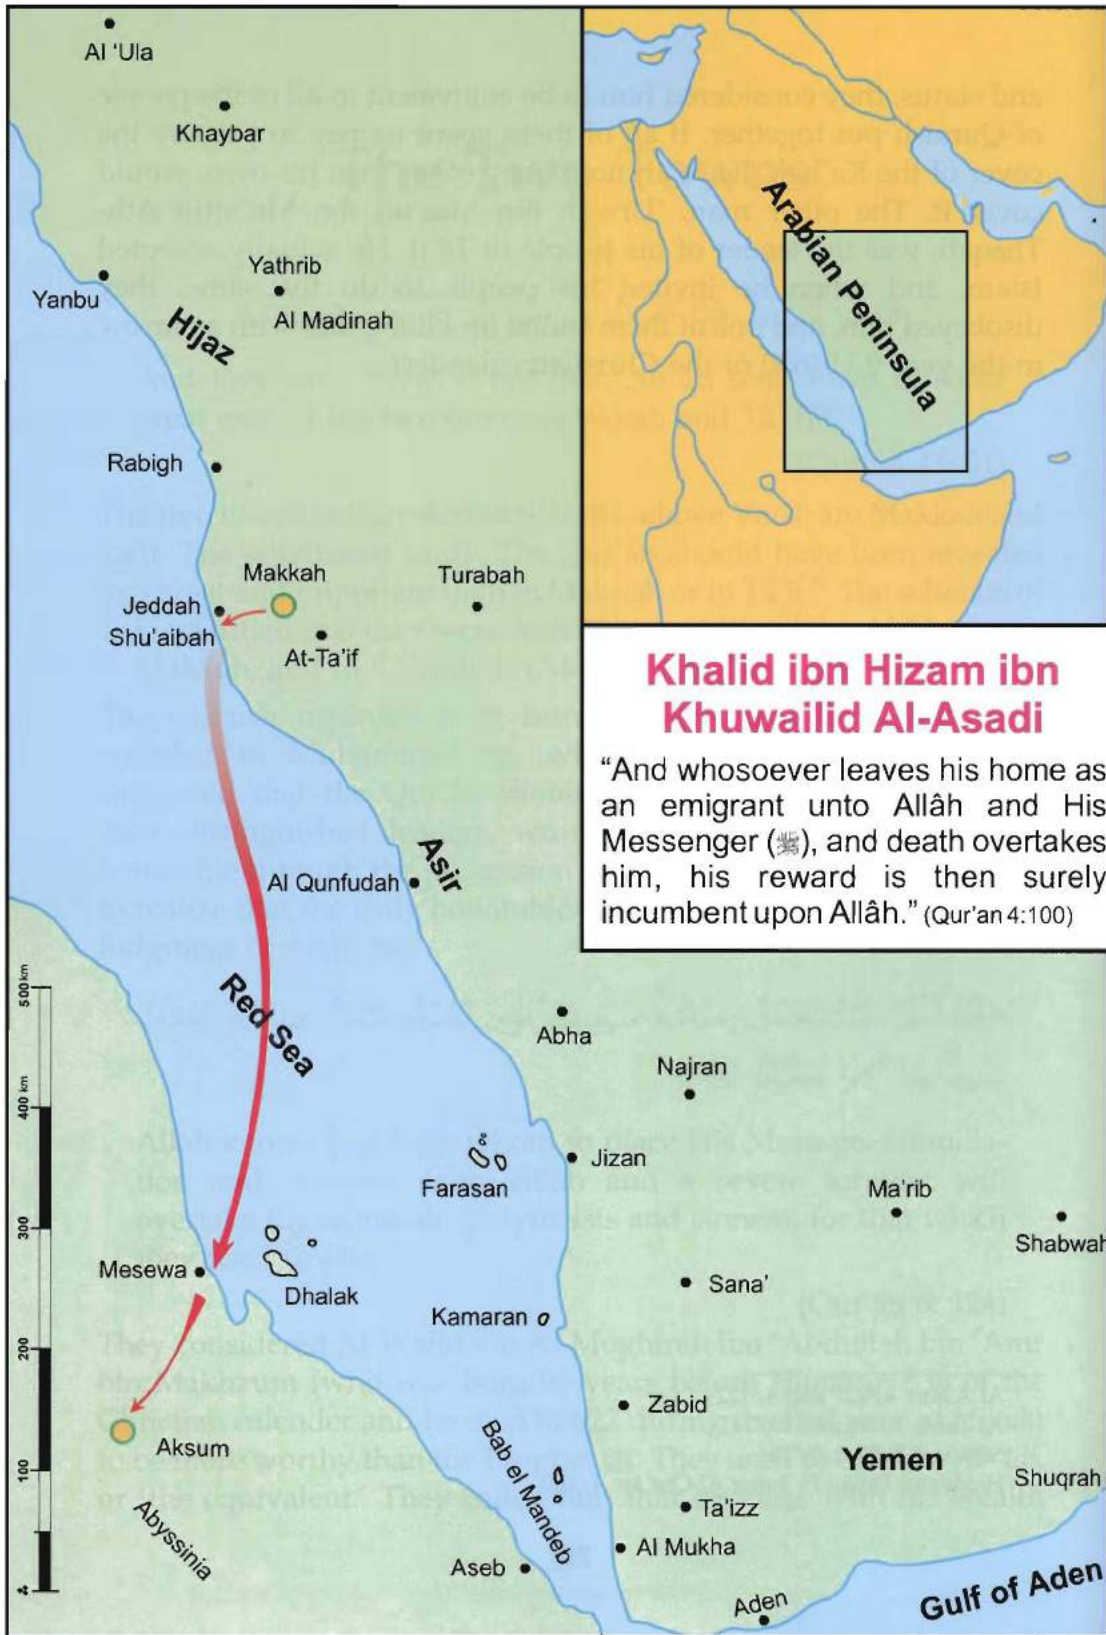 Al ‘Ula
Khaybar
Yathrib
Yanbu
Al Madinah
Hijaz
Rabigh
Makkah
Turabah
Jeddah
Shu’aibah
At-Ta’if
Arabian Peninsula
Khalid ibn Hizam ibn
Khuwailid Al-Asadi
“And whosoever leaves his home as
an emigrant unto Allâh and His
Messenger (ﷺ), and death overtakes
him, his reward is then surely
incumbent upon Allâh.” (Qur’an 4:100)
Asir
Al Qunfudah
Red Sea
Abha
Najran
Farasan
Jizan
Ma’rib
Shabwah
Mesewa
Dhalak
Sana’
Kamaran
Zabid
Aksum
Yemen
Bab el Mandeb
Shuqrah
Abyssinia
Ta’izz
Al Mukha
Aseb
Aden
Gulf of Aden
500 km
400 km
300
200
100